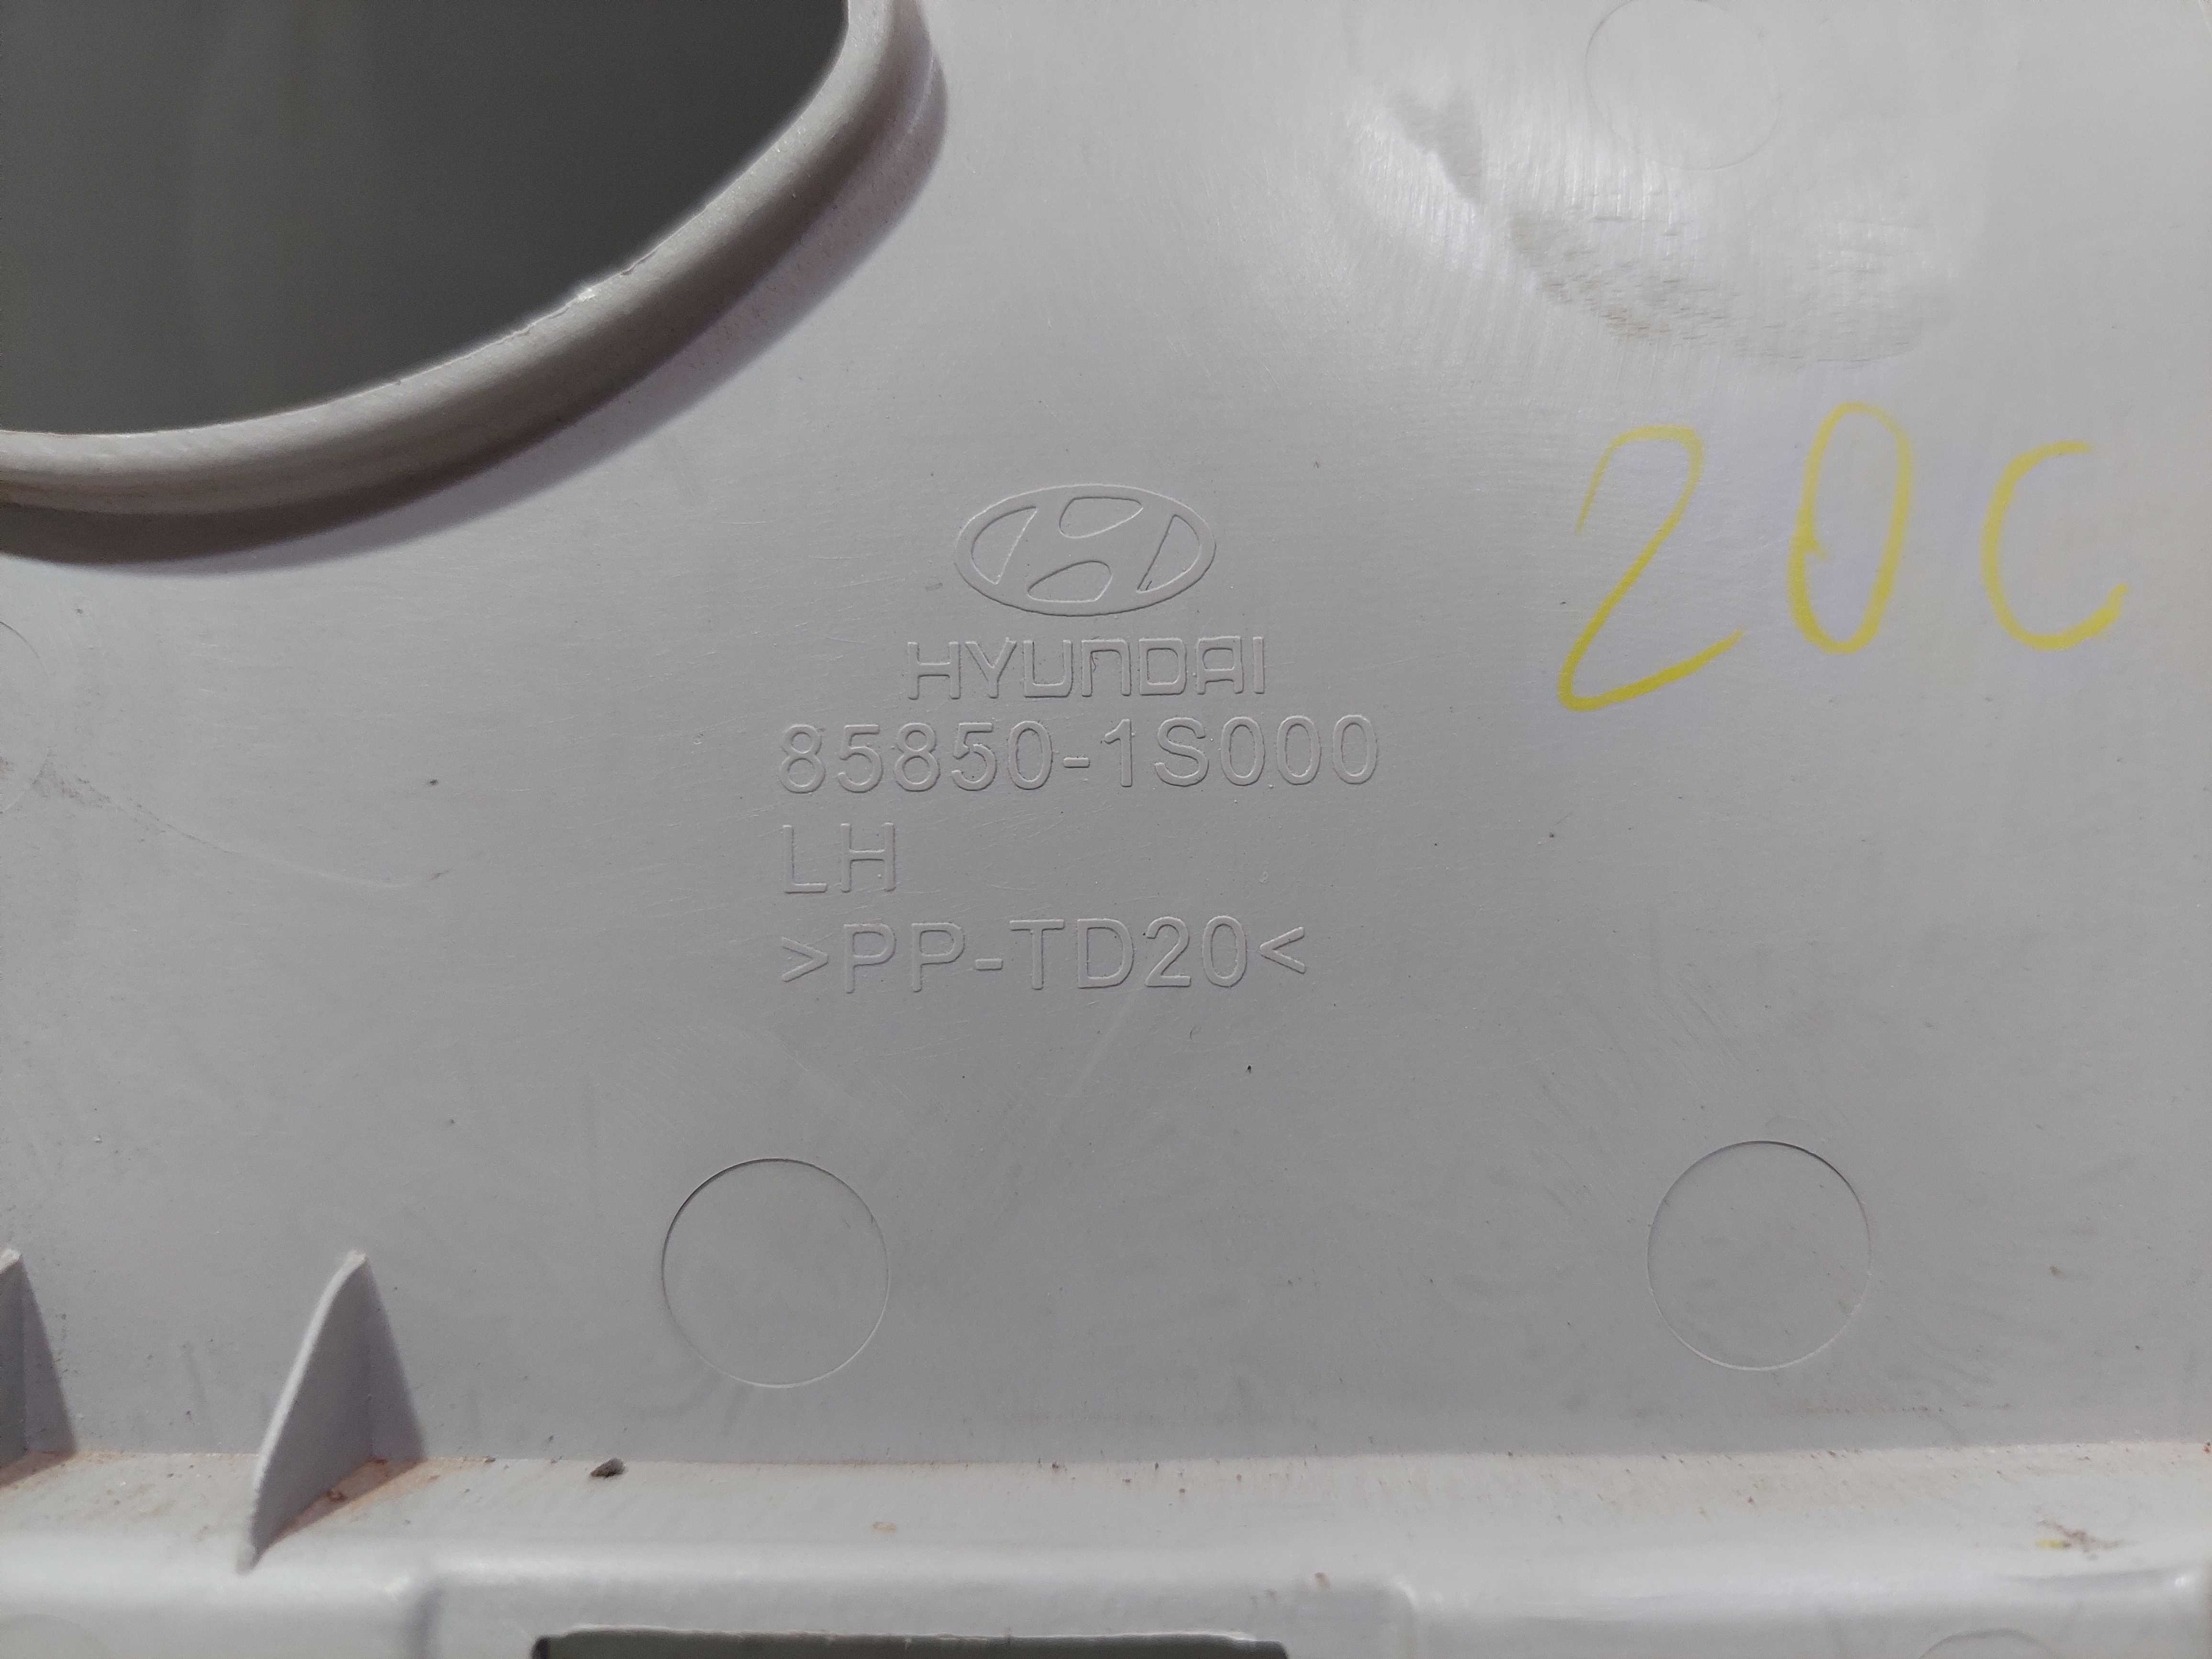 20C
HYUNDAI
85850-1S000
LH
>PP-TD20<